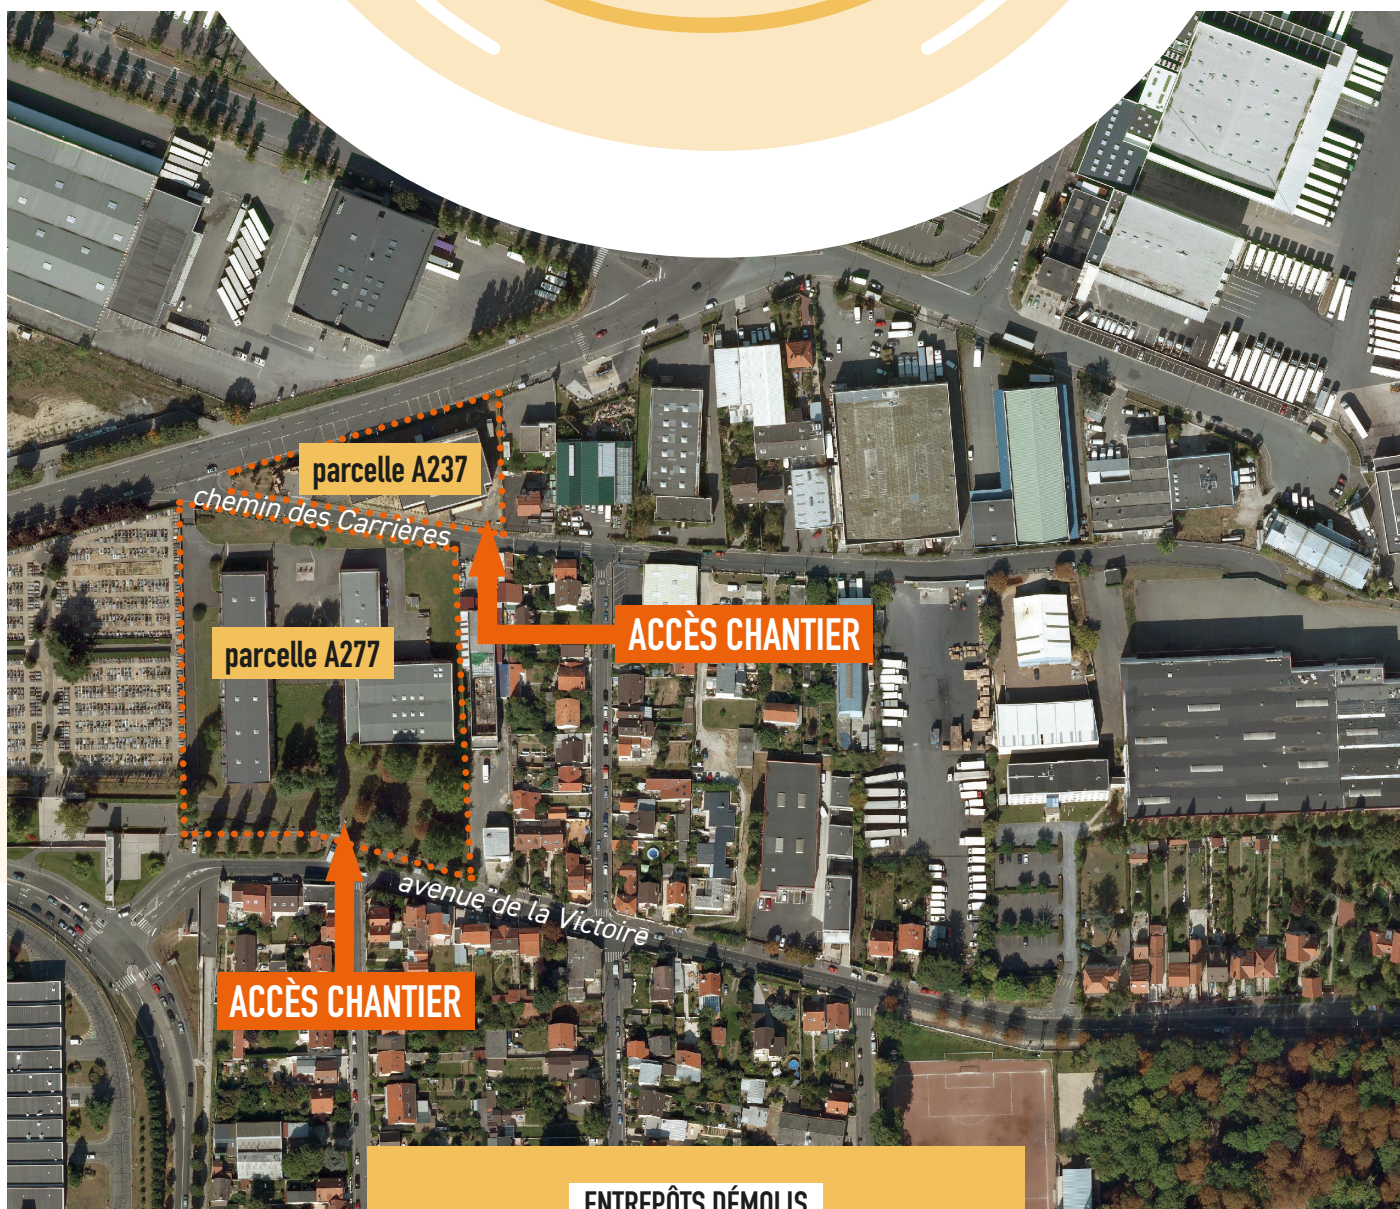 parcelle A237
chemin des Carrières
ACCÈS CHANTIER
parcelle A277
avenue de la Victoire
ACCÈS CHANTIER
ENTREPÔTS DÉMOLIS